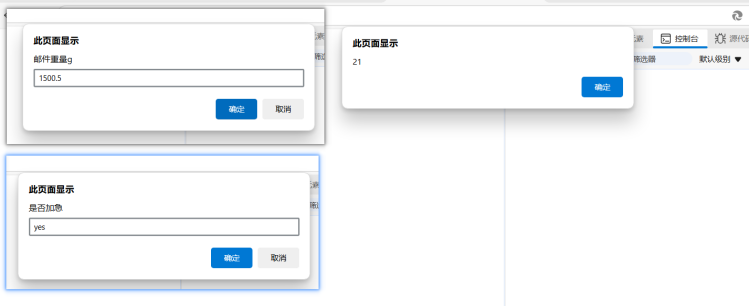 此页面显示
邮件重量g
1500.5
确定
取消
此页面显示
是否加急
yes
确定
取消
此页面显示
21
确定
控制台
源代码
筛选器
默认级别